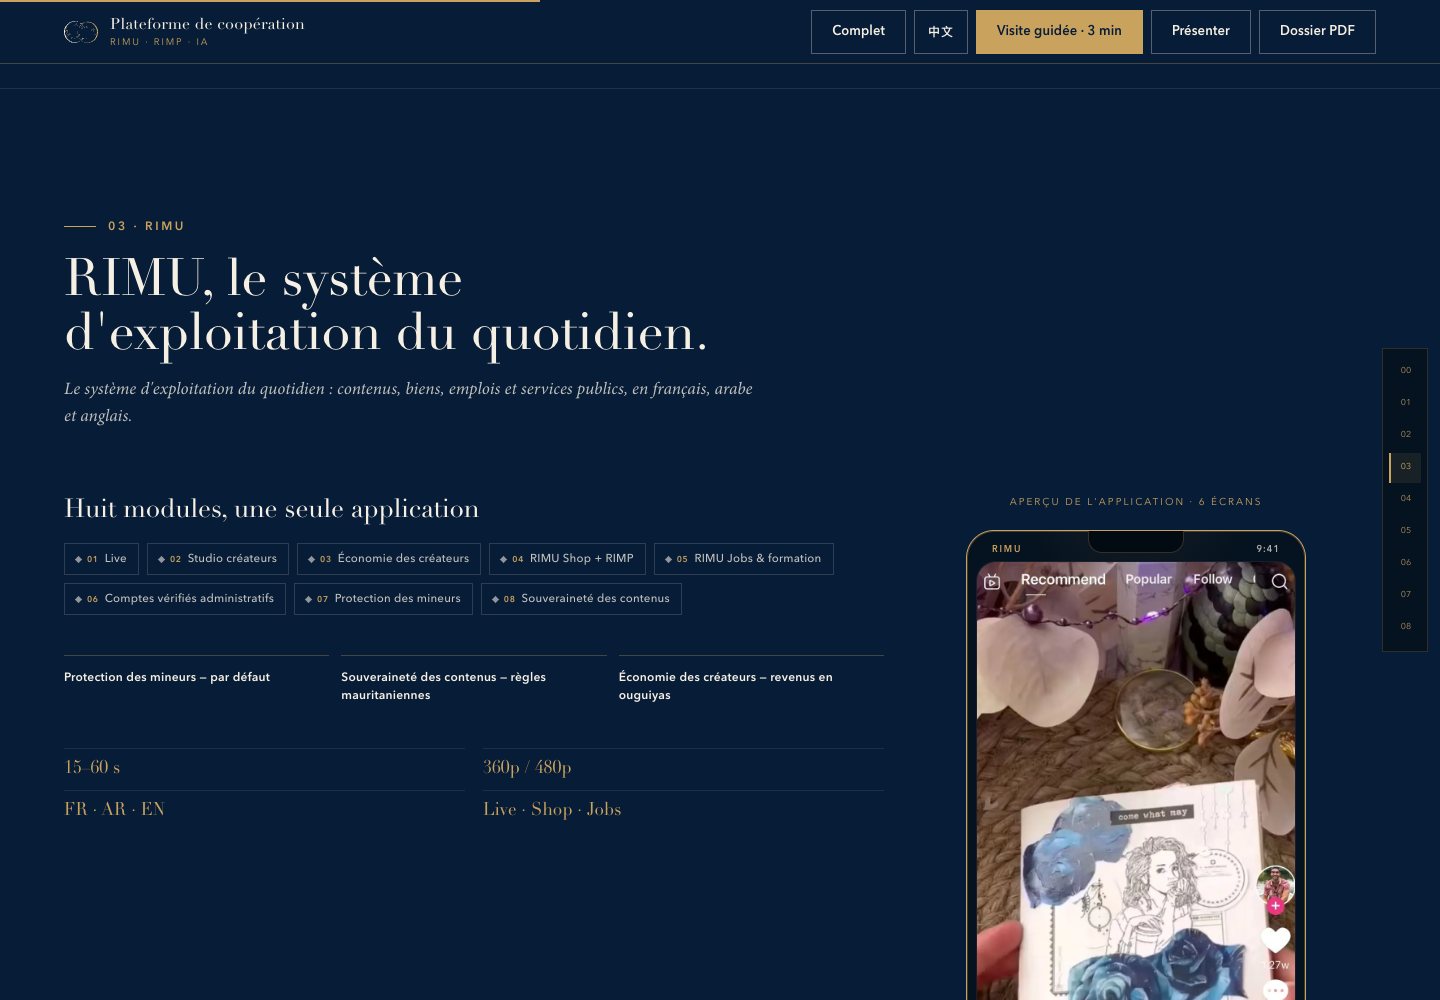 Plateforme de coopération
RIMU · RIMP · IA
Complet
中文
Visite guidée · 3 min
Présenter
Dossier PDF
03 · RIMU
RIMU, le système
d'exploitation du quotidien.
Le système d'exploitation du quotidien : contenus, biens, emplois et services publics, en français, arabe
et anglais.
Huit modules, une seule application
01 Live
02 Studio créateurs
03 Économie des créateurs
04 RIMU Shop + RIMP
05 RIMU Jobs & formation
06 Comptes vérifiés administratifs
07 Protection des mineurs
08 Souveraineté des contenus
Protection des mineurs – par défaut
Souveraineté des contenus – règles
mauritaniennes
Économie des créateurs – revenus en
ouguiyas
15–60 s
360p / 480p
FR · AR · EN
Live · Shop · Jobs
APERÇU DE L'APPLICATION · 6 ÉCRANS
RIMU
9:41
Recommend
Popular
Follow
come what may
27w
00
01
02
03
04
05
06
07
08